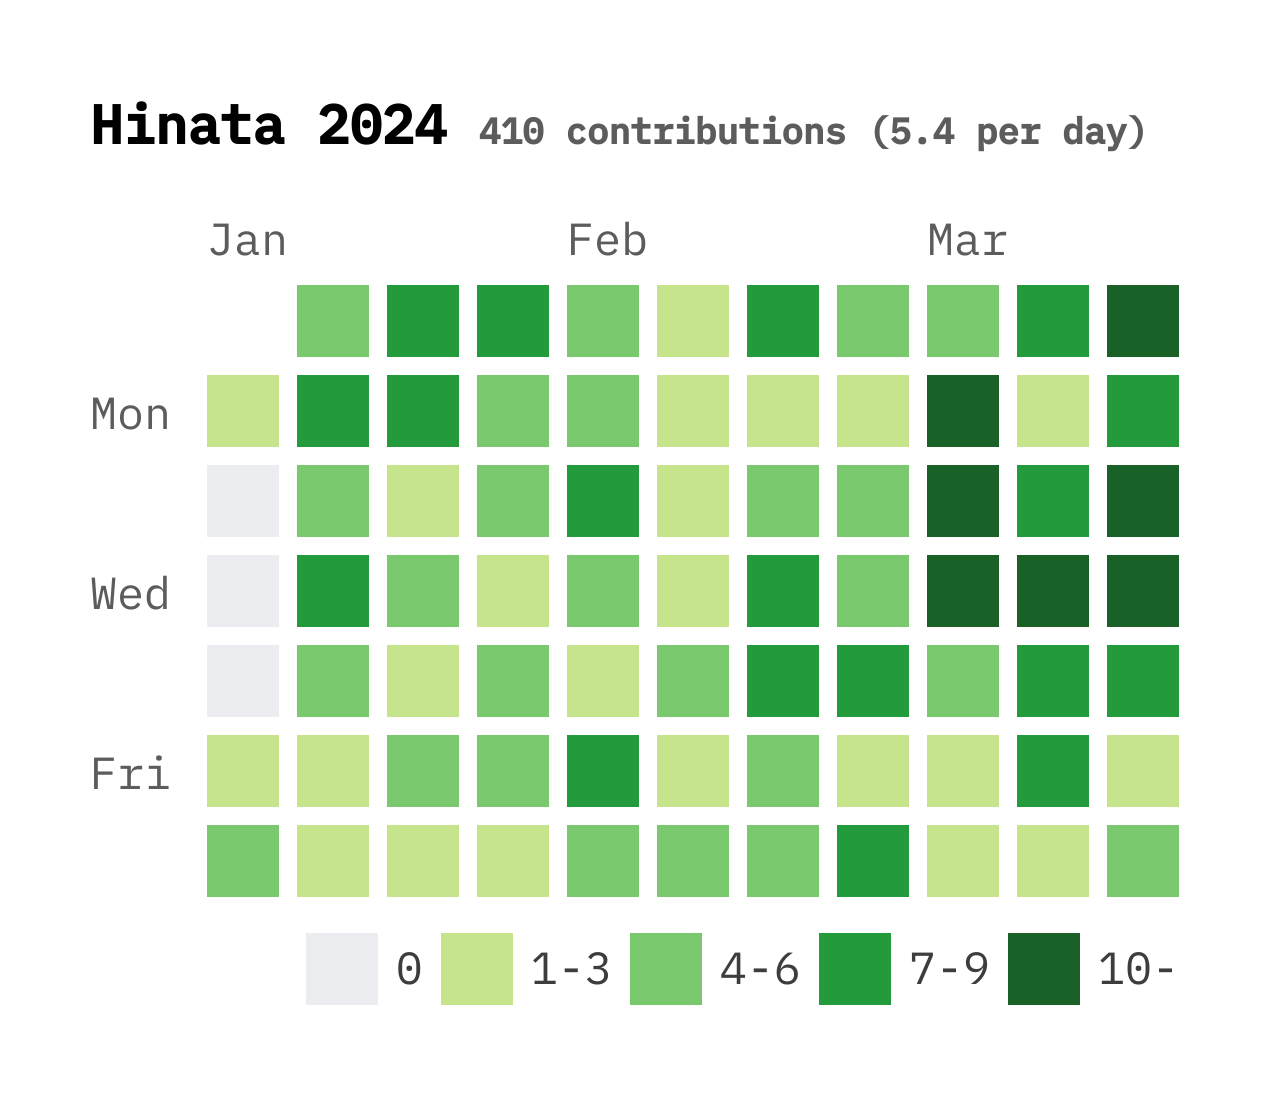 Hinata 2024 410 contributions (5.4 per day)
Jan Feb Mar
Mon
Wed
Fri
0 1-3 4-6 7-9 10-